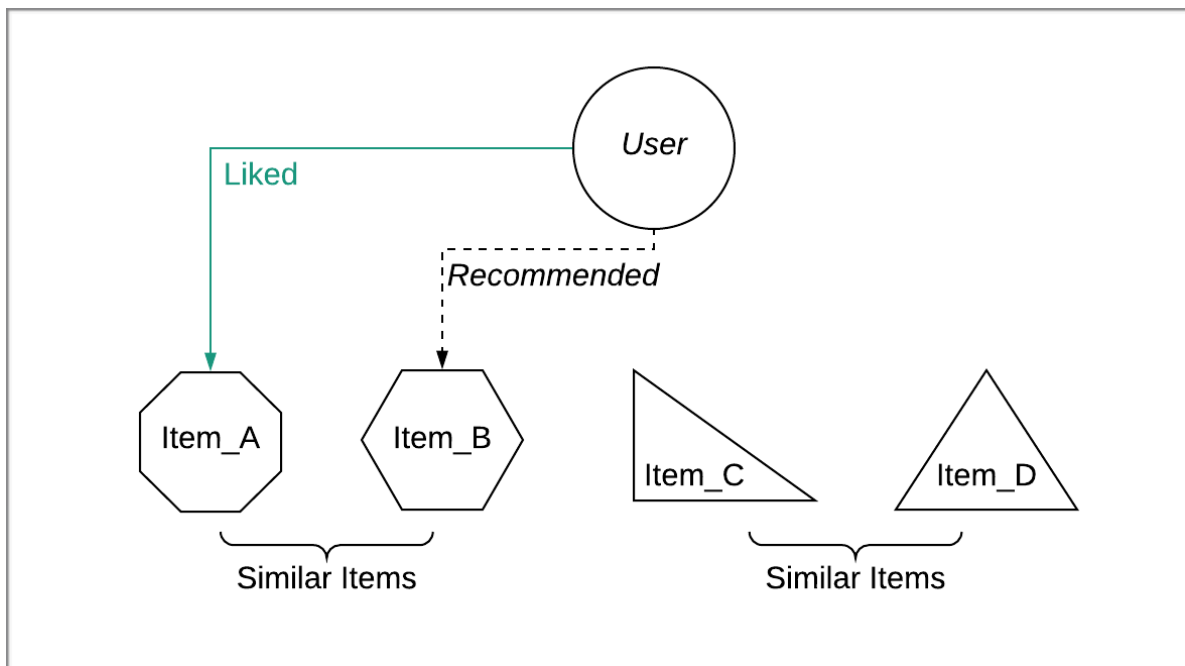 User
Liked
Recommended
Item_A
Item_B
Item_C
Item_D
Similar Items
Similar Items